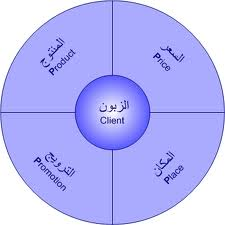 المنتوج
Product
السعر
Price
الزبون
Client
الترويج
Promotion
المكان
Place